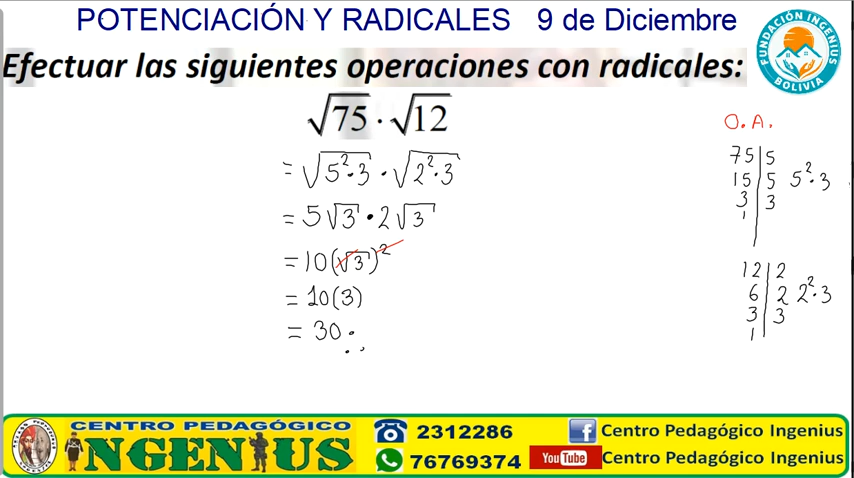 POTENCIACIÓN Y RADICALES 9 de Diciembre
FUNDACIÓN INGENIUS
BOLIVIA
Efectuar las siguientes operaciones con radicales:
√75 · √12
= √5²·3 · √2²·3
= 5√3 · 2√3
= 10(√3)²
= 10(3)
= 30 ∴
O.A.
75 | 5
15 | 5 5²·3
3 | 3
1 |
12 | 2
6 | 2 2²·3
3 | 3
1 |
CENTRO PEDAGÓGICO
INGENIUS
2312286
76769374
f Centro Pedagógico Ingenius
YouTube Centro Pedagógico Ingenius